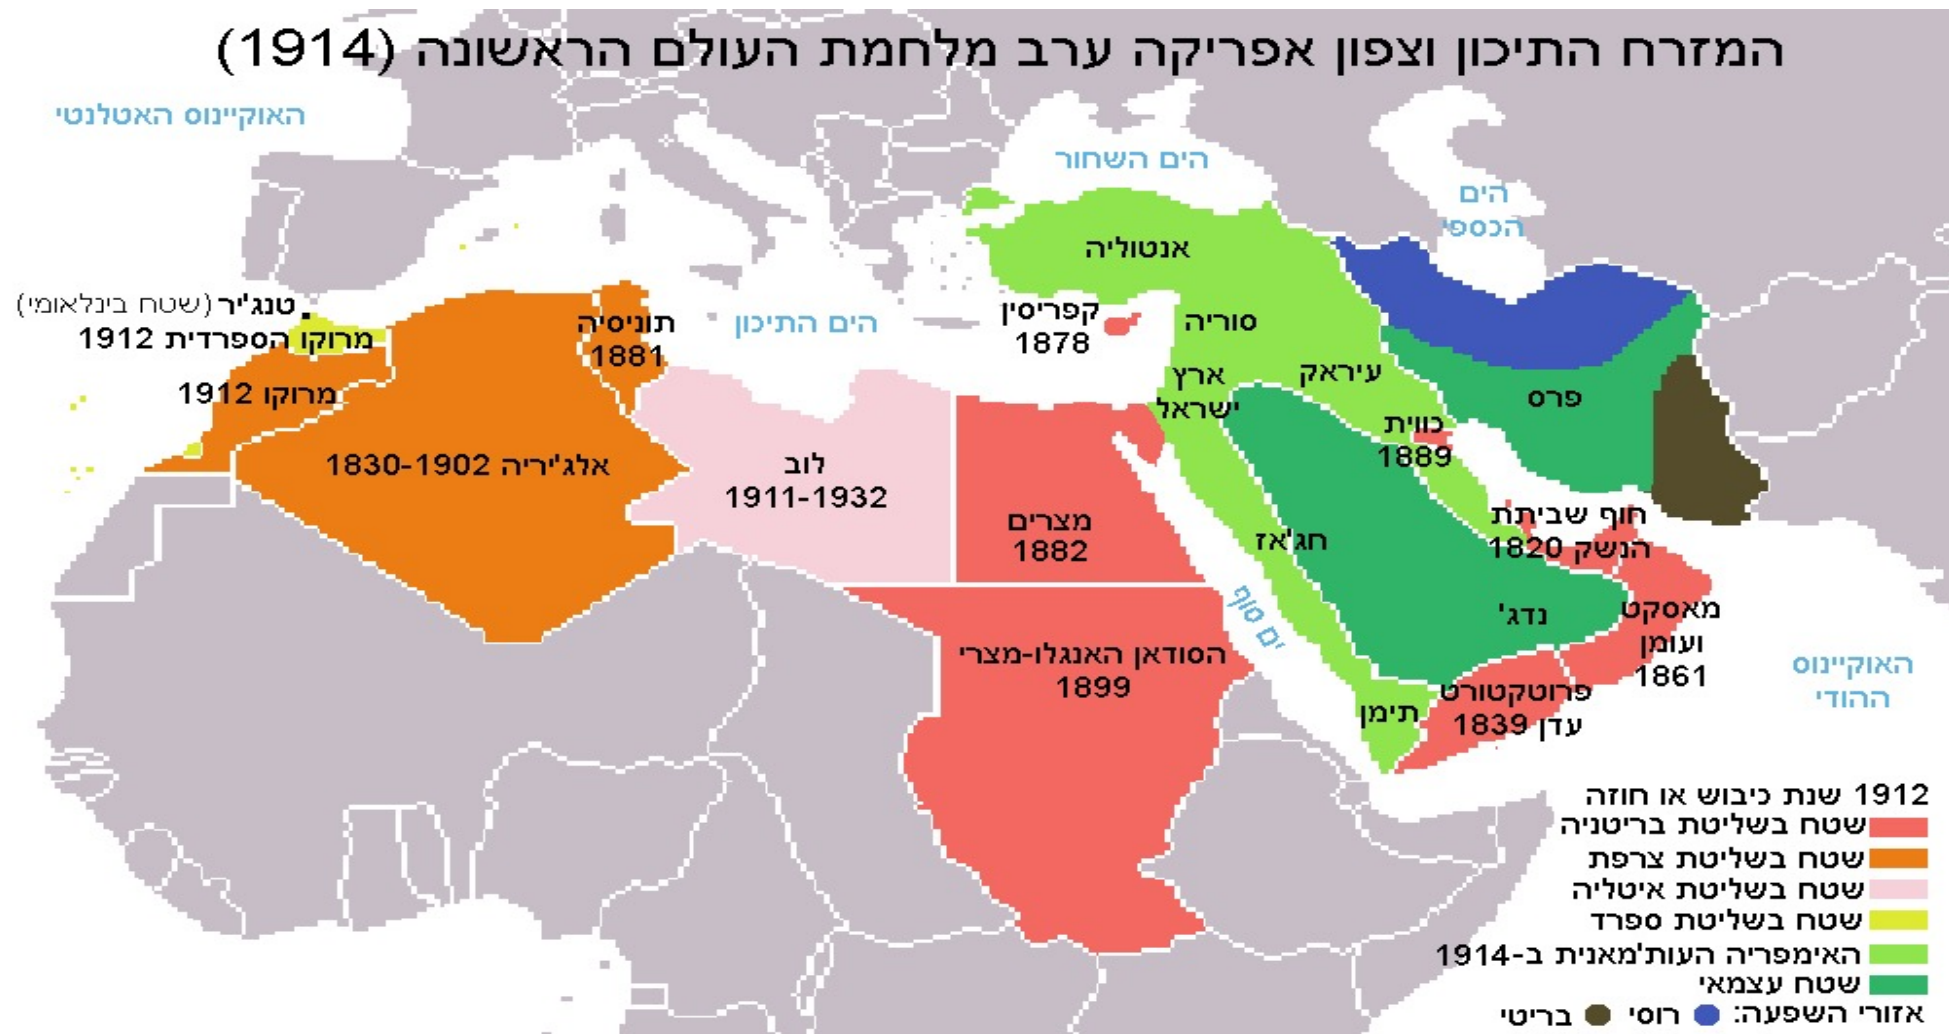 המזרח התיכון וצפון אפריקה ערב מלחמת העולם הראשונה (1914)
האוקיינוס האטלנטי
הים השחור
הים
הכספי
אנטוליה
טנג'יר (שטח בינלאומי)
מרוקו הספרדית 1912
מרוקו 1912
תוניסיה
1881
הים התיכון
קפריסין
1878
סוריה
ארץ
ישראל
עיראק
פרס
כווית
1889
אלג'יריה 1830-1902
לוב
1911-1932
מצרים
1882
חג'אז
חוף שביתת
הנשק 1820
ים סוף
נדג'
מאסקט
ועומן
1861
הסודאן האנגלו-מצרי
1899
תימן
פרוטקטורט
עדן 1839
האוקיינוס
ההודי
1912 שנת כיבוש או חוזה
שטח בשליטת בריטניה
שטח בשליטת צרפת
שטח בשליטת איטליה
שטח בשליטת ספרד
האימפריה העות'מאנית ב-1914
שטח עצמאי
אזורי השפעה: רוסי בריטי